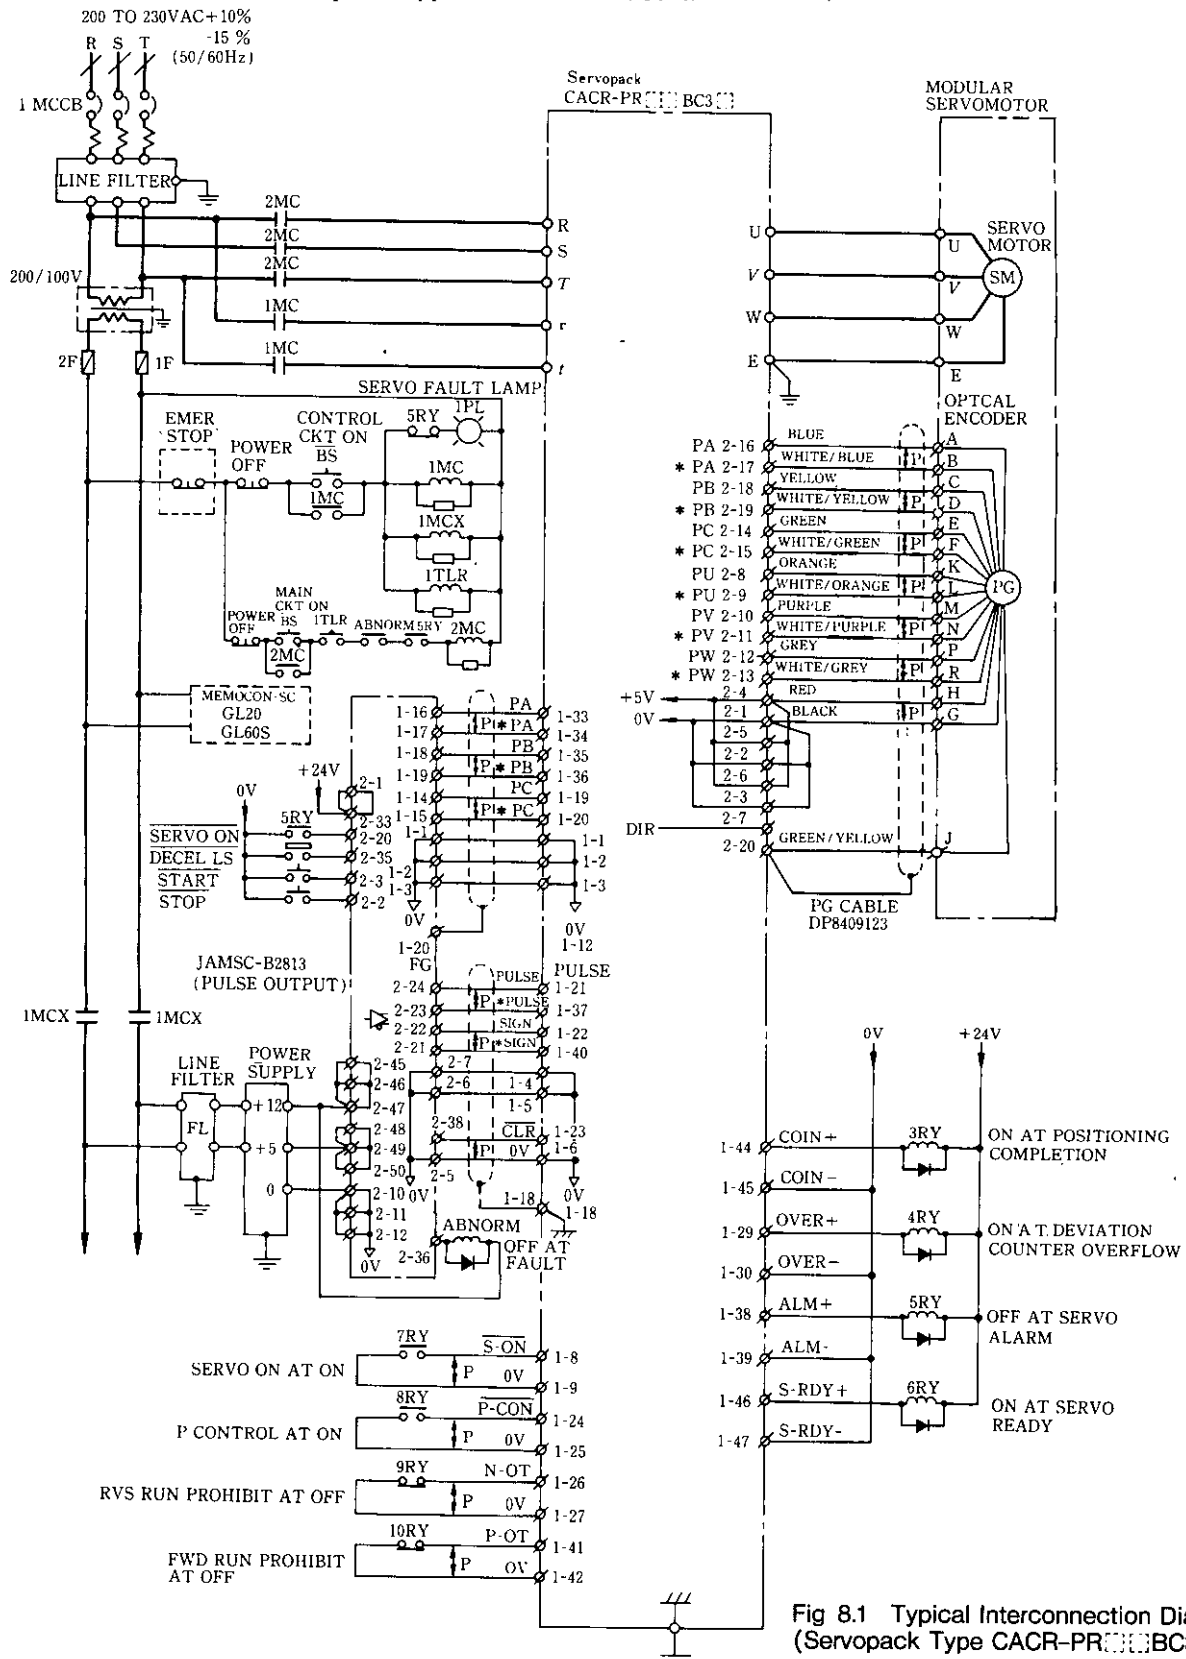 200 TO 230VAC+10%
-15 %
(50/60Hz)
R S T
1 MCCB
LINE FILTER
200/100V
2F
1F
2MC
2MC
2MC
1MC
1MC
Servopack
CACR-PR BC3
R
S
T
r
t
U
V
W
E
MODULAR
SERVOMOTOR
SERVO
MOTOR
SM
U
V
W
E
SERVO FAULT LAMP
EMER
STOP
POWER
OFF
CONTROL
CKT ON
BS
1MC
5RY
1PL
1MC
1MCX
1TLR
POWER
OFF
MAIN
CKT ON
BS
2MC
1TLR
ABNORM
5RY
2MC
MEMOCON-SC
GL20
GL60S
OPTCAL
ENCODER
PG
PA 2-16 BLUE P A
* PA 2-17 WHITE/BLUE B
PB 2-18 YELLOW P C
* PB 2-19 WHITE/YELLOW D
PC 2-14 GREEN P E
* PC 2-15 WHITE/GREEN F
PU 2-8 ORANGE P K
* PU 2-9 WHITE/ORANGE L
PV 2-10 PURPLE P M
* PV 2-11 WHITE/PURPLE N
PW 2-12 GREY P P
* PW 2-13 WHITE/GREY R
+5V 2-4 RED P H
0V 2-1 BLACK G
2-5
2-2
2-6
2-3
2-7
DIR
2-20 GREEN/YELLOW J
PG CABLE
DP8409123
+24V
0V
2-1
2-33
5RY
SERVO ON 2-20
DECEL LS 2-35
START 2-3
STOP 2-2
1-16 PA 1-33
1-17 P * PA 1-34
1-18 PB 1-35
1-19 P * PB 1-36
1-14 PC 1-19
1-15 P * PC 1-20
1-1 1-1
1-2 1-2
1-3 1-3
0V
0V
1-12
1-20
FG
JAMSC-B2813
(PULSE OUTPUT)
PULSE
2-24 PULSE 1-21
2-23 P *PULSE 1-37
2-22 SIGN 1-22
2-21 P *SIGN 1-40
2-7
2-6 1-4
1-5
2-38 CLR 1-23
P 0V 1-6
2-5
0V
0V
1-18
1-18
1MCX
1MCX
LINE
FILTER
FL
POWER
SUPPLY
+12
+5
0
2-45
2-46
2-47
2-48
2-49
2-50
2-10
2-11
2-12
0V
2-36
ABNORM
OFF AT
FAULT
0V
+24V
1-44 COIN+ 3RY ON AT POSITIONING
COMPLETION
1-45 COIN-
1-29 OVER+ 4RY ON AT DEVIATION
COUNTER OVERFLOW
1-30 OVER-
1-38 ALM+ 5RY OFF AT SERVO
ALARM
1-39 ALM-
1-46 S-RDY+ 6RY ON AT SERVO
READY
1-47 S-RDY-
SERVO ON AT ON 7RY S-ON 1-8
P 0V 1-9
P CONTROL AT ON 8RY P-CON 1-24
P 0V 1-25
RVS RUN PROHIBIT AT OFF 9RY N-OT 1-26
P 0V 1-27
FWD RUN PROHIBIT
AT OFF 10RY P-OT 1-41
P 0V 1-42
Fig 8.1 Typical Interconnection Dia
(Servopack Type CACR-PR BC